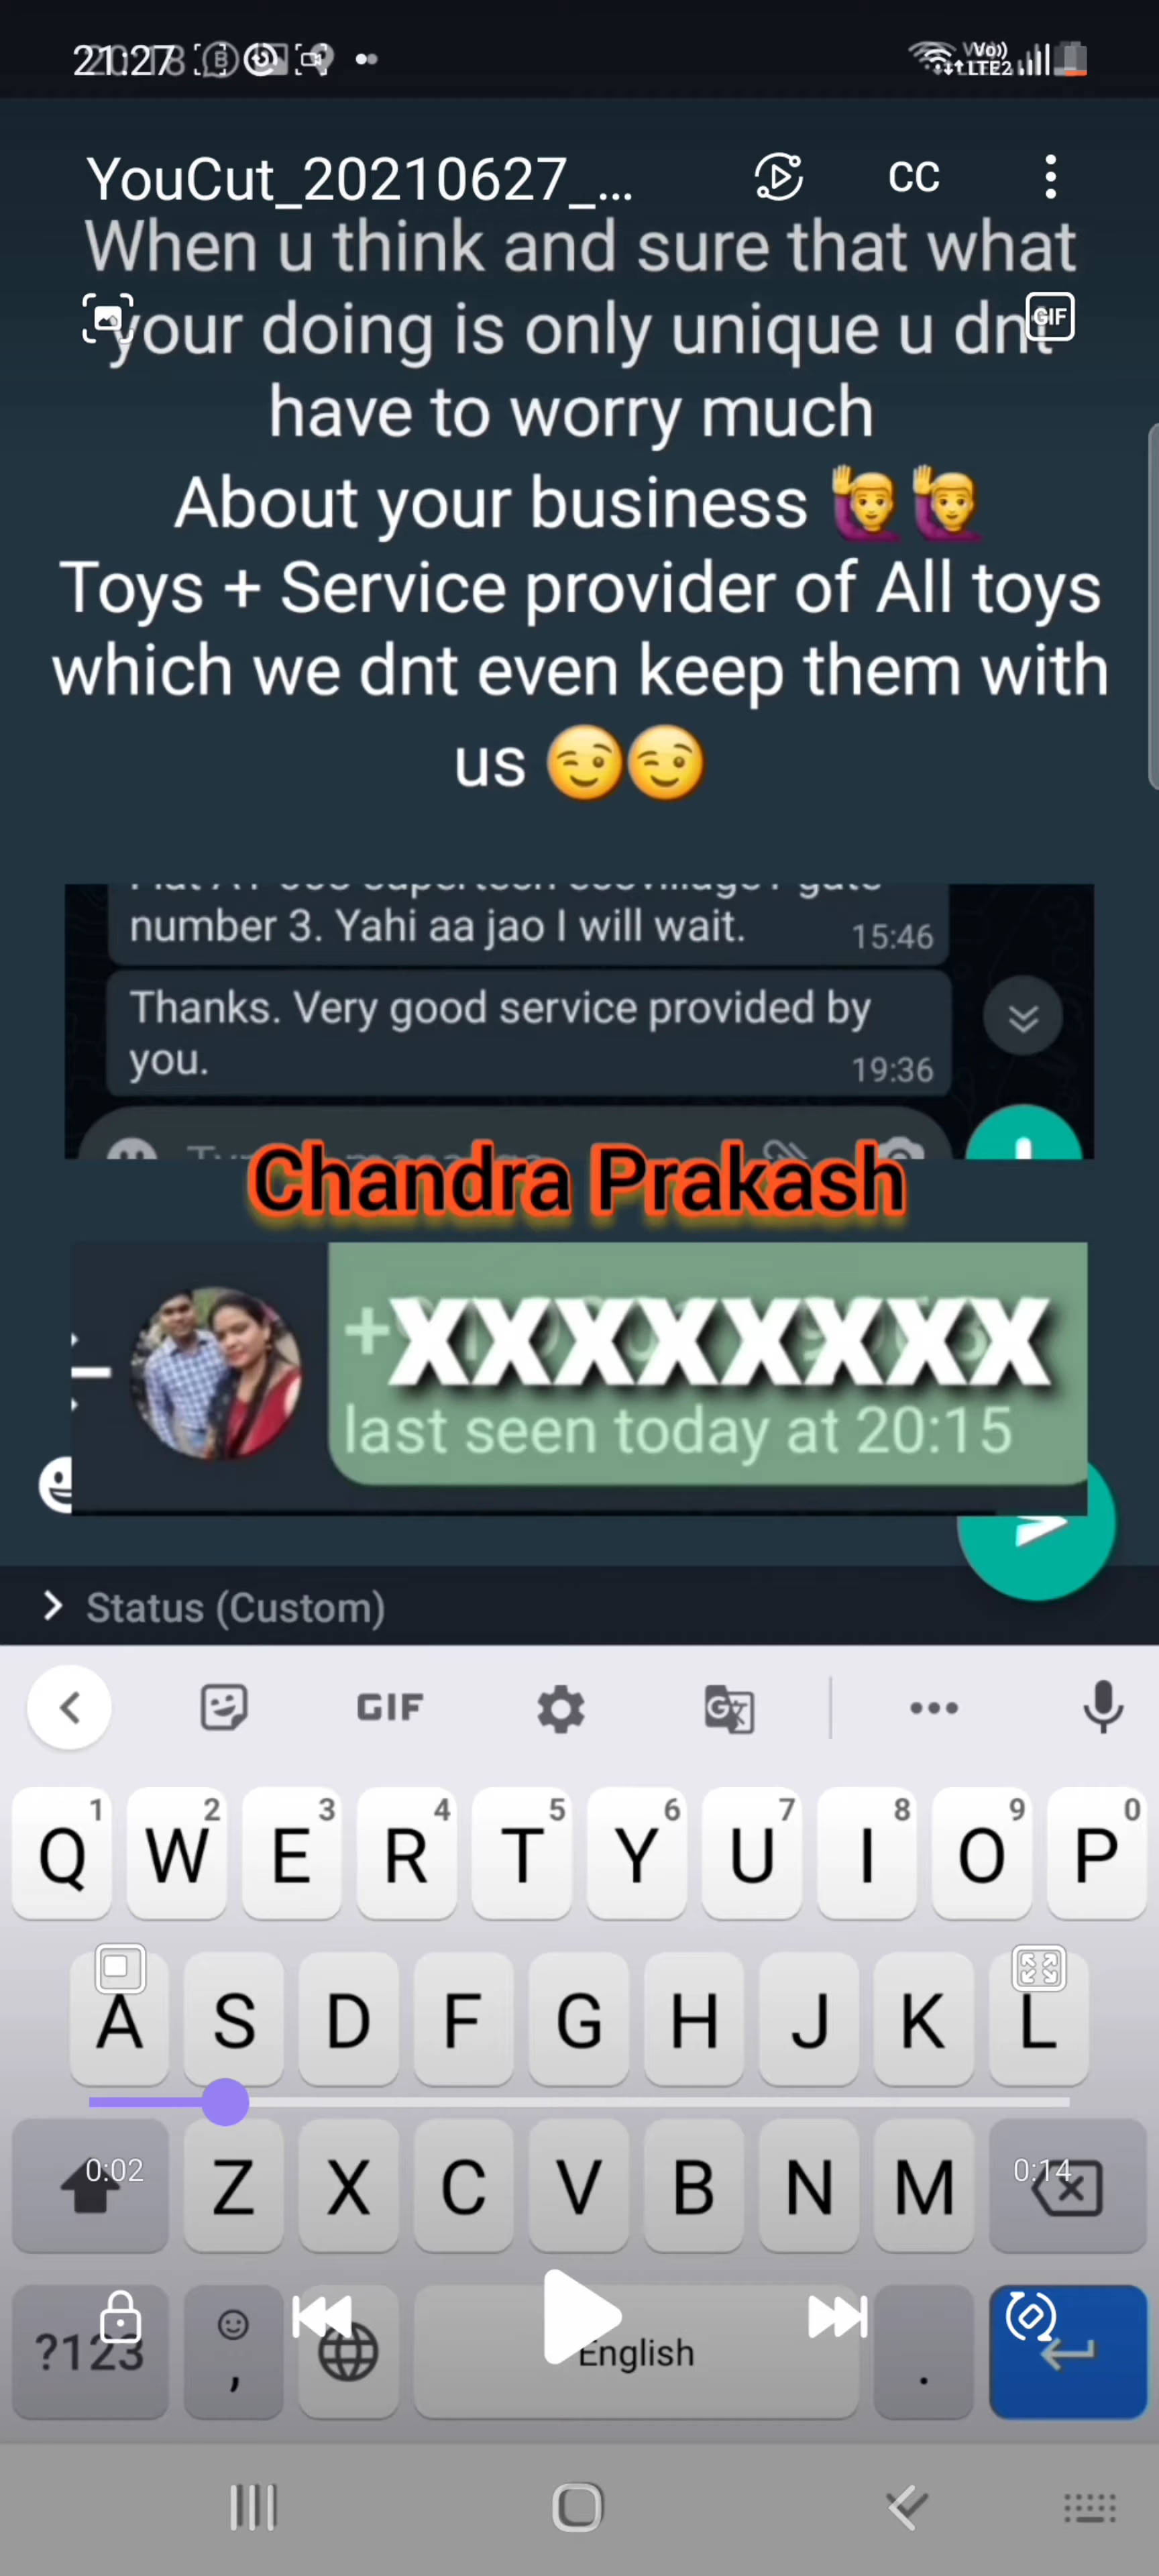 21:27
Vo))
LTE2
YouCut_20210627_...
CC
When u think and sure that what
your doing is only unique u dnt
GIF
have to worry much
About your business 🙋‍♂️🙋‍♂️
Toys + Service provider of All toys
which we dnt even keep them with
us 😉😉
number 3. Yahi aa jao I will wait.
15:46
Thanks. Very good service provided by
you.
19:36
Chandra Prakash
+XXXXXXXX
last seen today at 20:15
Status (Custom)
GIF
1 2 3 4 5 6 7 8 9 0
Q W E R T Y U I O P
A S D F G H J K L
0:02
0:14
Z X C V B N M
?123
,
English
.